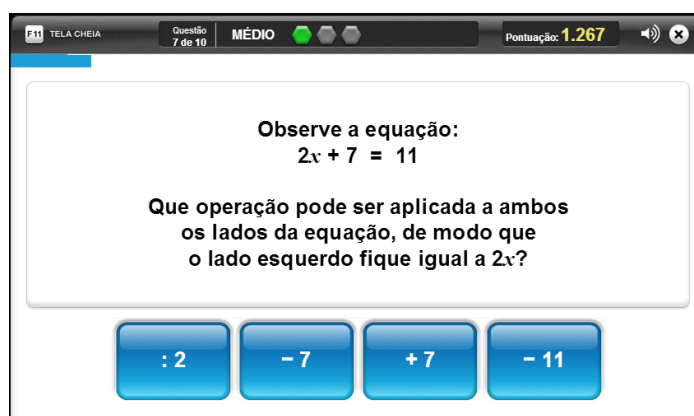 F11 TELA CHEIA
Questão
7 de 10
MÉDIO
Pontuação: 1.267
Observe a equação:
2x + 7 = 11
Que operação pode ser aplicada a ambos
os lados da equação, de modo que
o lado esquerdo fique igual a 2x?
: 2
− 7
+ 7
− 11